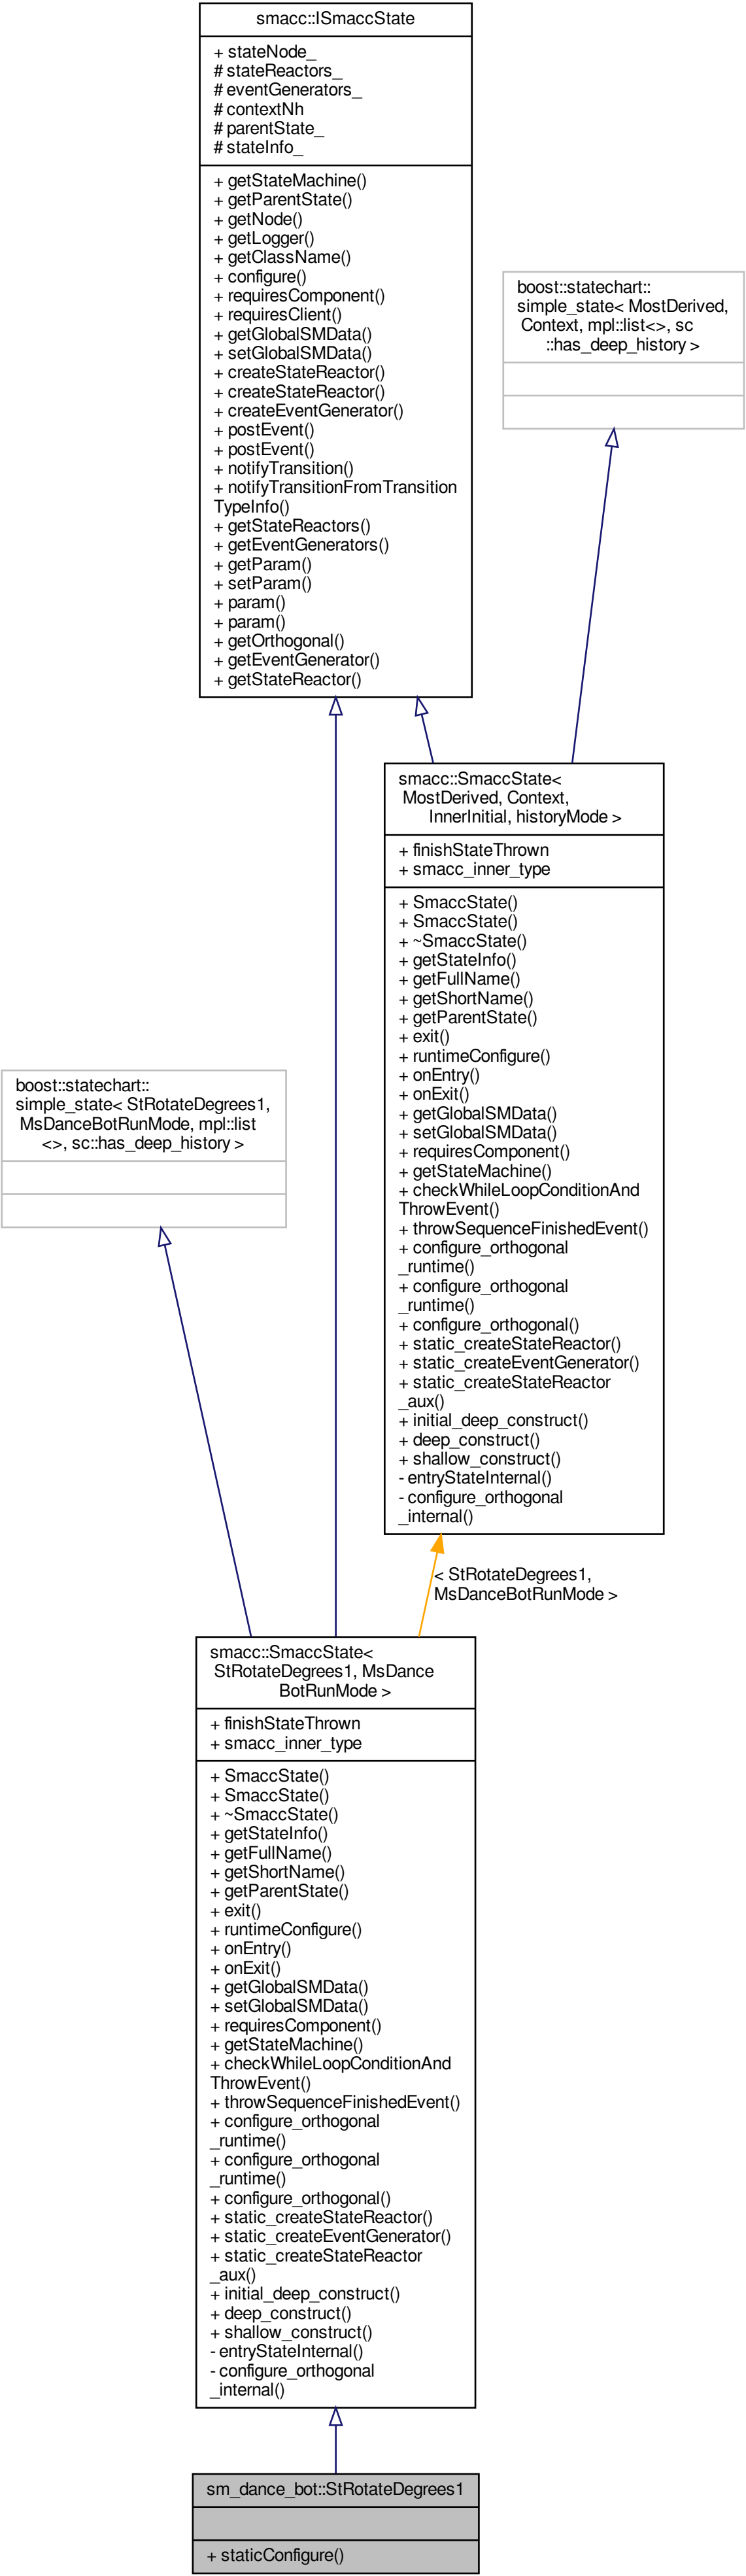 smacc::ISmaccState
+ stateNode_
# stateReactors_
# eventGenerators_
# contextNh
# parentState_
# stateInfo_
+ getStateMachine()
+ getParentState()
+ getNode()
+ getLogger()
+ getClassName()
+ configure()
+ requiresComponent()
+ requiresClient()
+ getGlobalSMData()
+ setGlobalSMData()
+ createStateReactor()
+ createStateReactor()
+ createEventGenerator()
+ postEvent()
+ postEvent()
+ notifyTransition()
+ notifyTransitionFromTransition
TypeInfo()
+ getStateReactors()
+ getEventGenerators()
+ getParam()
+ setParam()
+ param()
+ param()
+ getOrthogonal()
+ getEventGenerator()
+ getStateReactor()
boost::statechart::
simple_state< MostDerived,
Context, mpl::list<>, sc
::has_deep_history >
smacc::SmaccState<
MostDerived, Context,
InnerInitial, historyMode >
+ finishStateThrown
+ smacc_inner_type
+ SmaccState()
+ SmaccState()
+ ~SmaccState()
+ getStateInfo()
+ getFullName()
+ getShortName()
+ getParentState()
+ exit()
+ runtimeConfigure()
+ onEntry()
+ onExit()
+ getGlobalSMData()
+ setGlobalSMData()
+ requiresComponent()
+ getStateMachine()
+ checkWhileLoopConditionAnd
ThrowEvent()
+ throwSequenceFinishedEvent()
+ configure_orthogonal
_runtime()
+ configure_orthogonal
_runtime()
+ configure_orthogonal()
+ static_createStateReactor()
+ static_createEventGenerator()
+ static_createStateReactor
_aux()
+ initial_deep_construct()
+ deep_construct()
+ shallow_construct()
- entryStateInternal()
- configure_orthogonal
_internal()
boost::statechart::
simple_state< StRotateDegrees1,
MsDanceBotRunMode, mpl::list
<>, sc::has_deep_history >
< StRotateDegrees1,
MsDanceBotRunMode >
smacc::SmaccState<
StRotateDegrees1, MsDance
BotRunMode >
+ finishStateThrown
+ smacc_inner_type
+ SmaccState()
+ SmaccState()
+ ~SmaccState()
+ getStateInfo()
+ getFullName()
+ getShortName()
+ getParentState()
+ exit()
+ runtimeConfigure()
+ onEntry()
+ onExit()
+ getGlobalSMData()
+ setGlobalSMData()
+ requiresComponent()
+ getStateMachine()
+ checkWhileLoopConditionAnd
ThrowEvent()
+ throwSequenceFinishedEvent()
+ configure_orthogonal
_runtime()
+ configure_orthogonal
_runtime()
+ configure_orthogonal()
+ static_createStateReactor()
+ static_createEventGenerator()
+ static_createStateReactor
_aux()
+ initial_deep_construct()
+ deep_construct()
+ shallow_construct()
- entryStateInternal()
- configure_orthogonal
_internal()
sm_dance_bot::StRotateDegrees1
+ staticConfigure()